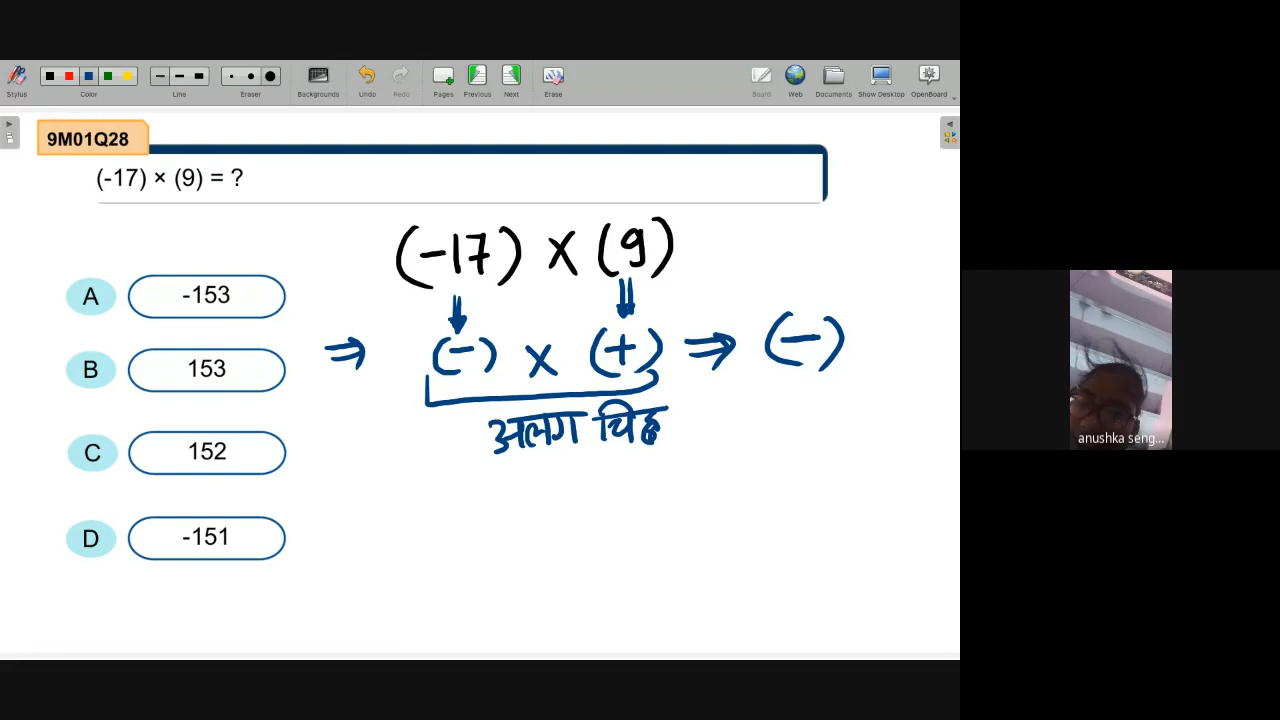 Stylus Color Line Eraser Backgrounds Undo Redo Pages Previous Next Erase Board Web Documents Show Desktop OpenBoard
9M01Q28
(-17) × (9) = ?
(-17) × (9)
A -153
⇒ (-) × (+) ⇒ (-)
B 153
अलग चिह्न
anushka seng...
C 152
D -151